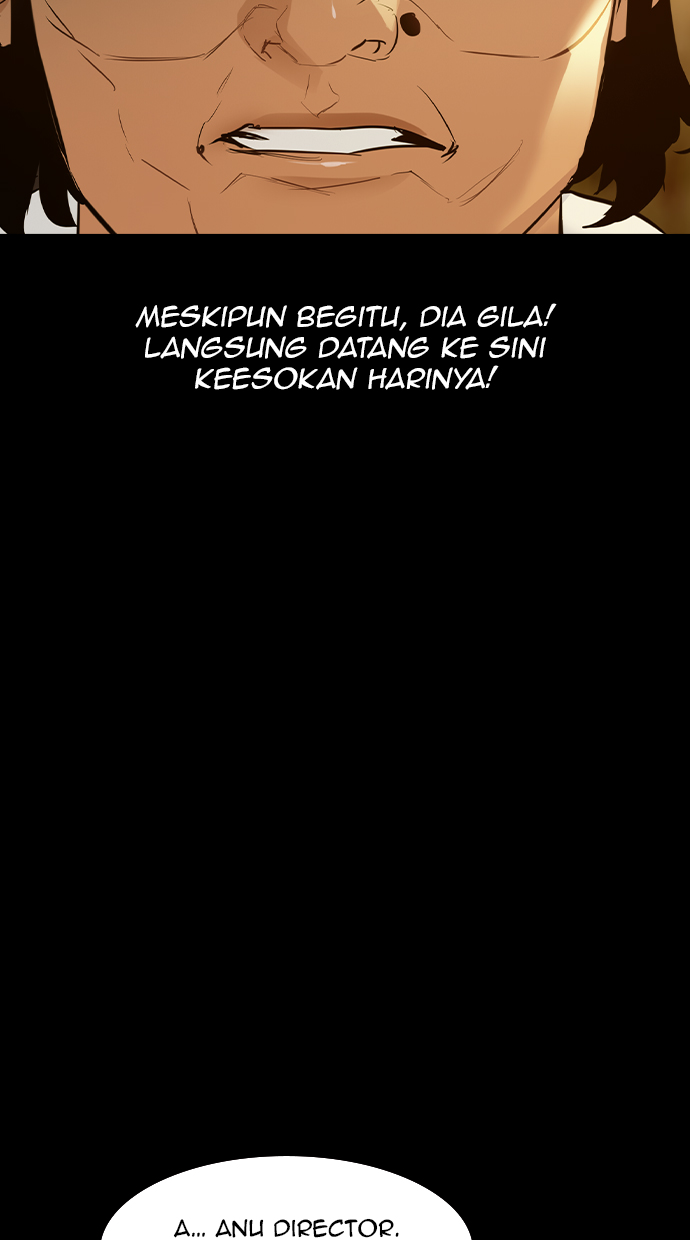 MESKIPUN BEGITU, DIA GILA!
LANGSUNG DATANG KE SINI
KEESOKAN HARINYA!
A... ANU DIRECTOR.